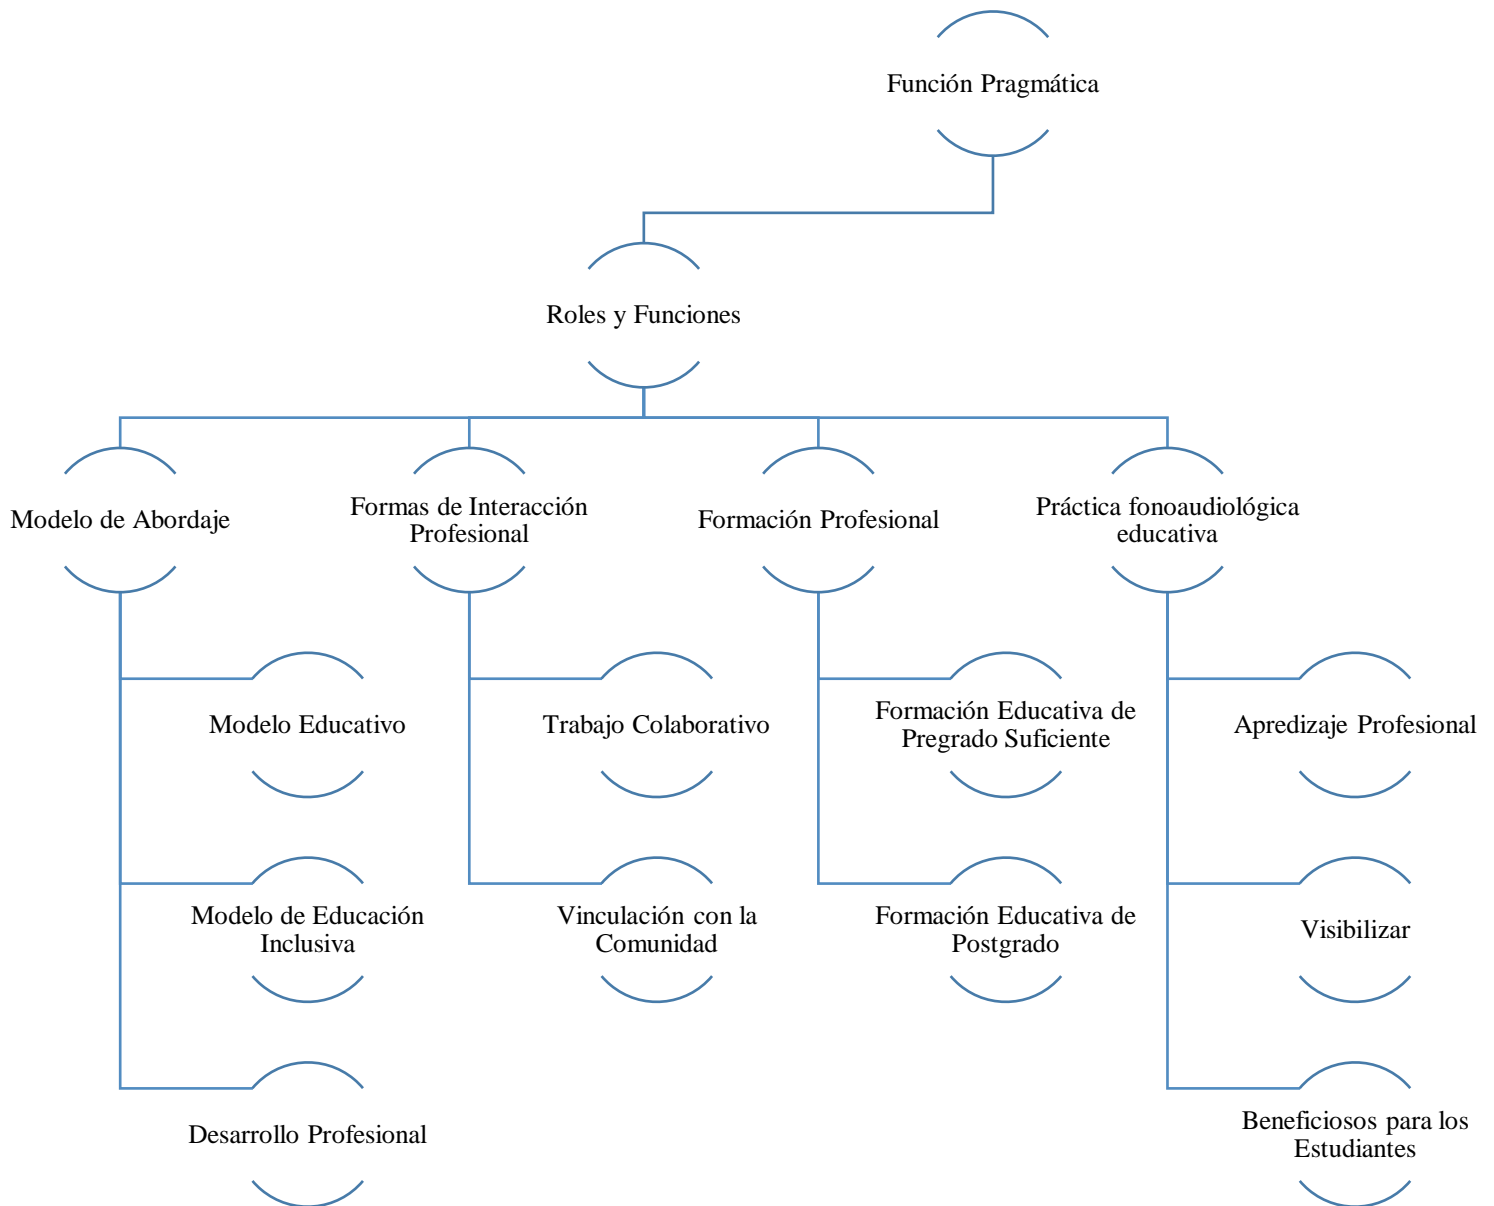 Función Pragmática
Roles y Funciones
Modelo de Abordaje
Formas de Interacción
Profesional
Formación Profesional
Práctica fonoaudiológica
educativa
Modelo Educativo
Trabajo Colaborativo
Formación Educativa de
Pregrado Suficiente
Apredizaje Profesional
Modelo de Educación
Inclusiva
Vinculación con la
Comunidad
Formación Educativa de
Postgrado
Visibilizar
Desarrollo Profesional
Beneficiosos para los
Estudiantes